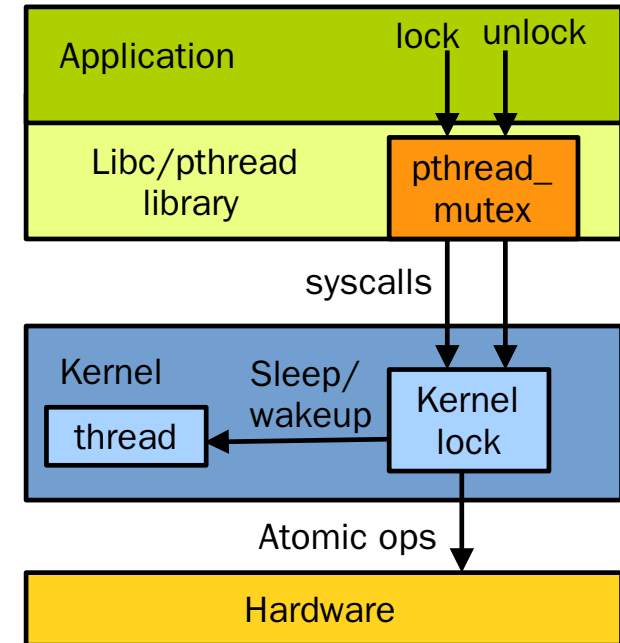 Application
lock
unlock
Libc/pthread
library
pthread_
mutex
syscalls
Kernel
Sleep/
wakeup
thread
Kernel
lock
Atomic ops
Hardware